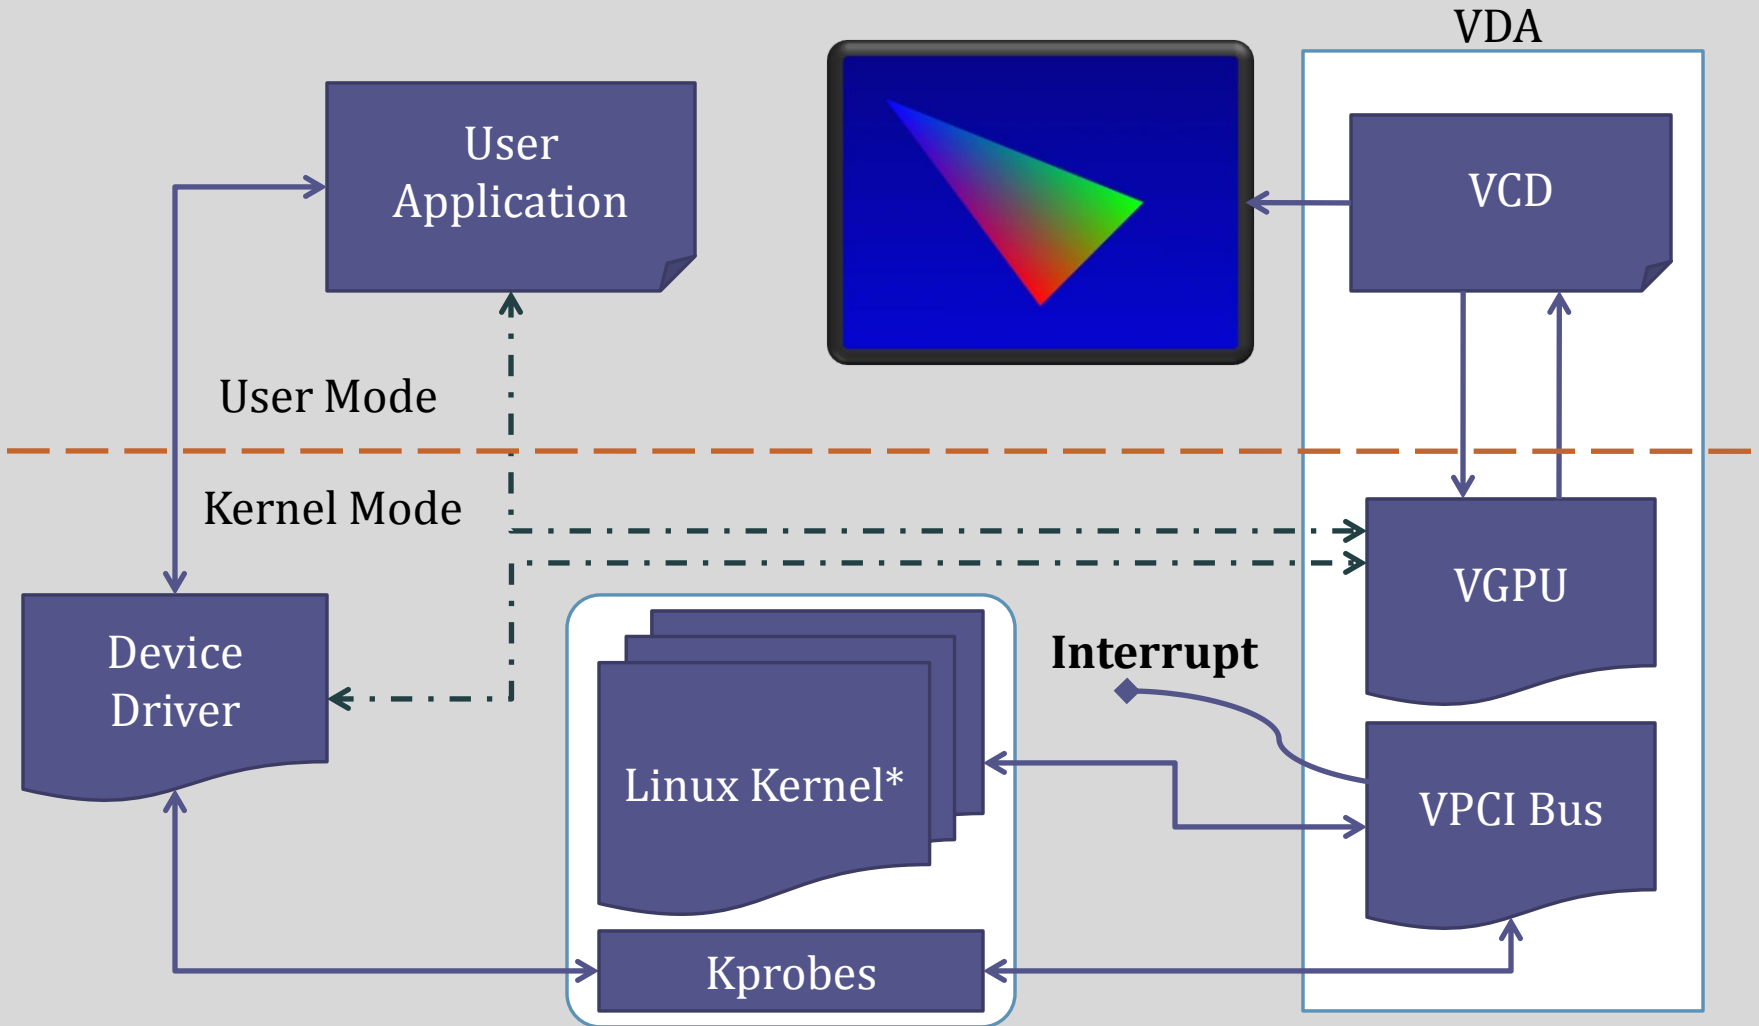 VDA
User
Application
VCD
User Mode
Kernel Mode
VGPU
Device
Driver
Interrupt
Linux Kernel*
VPCI Bus
Kprobes